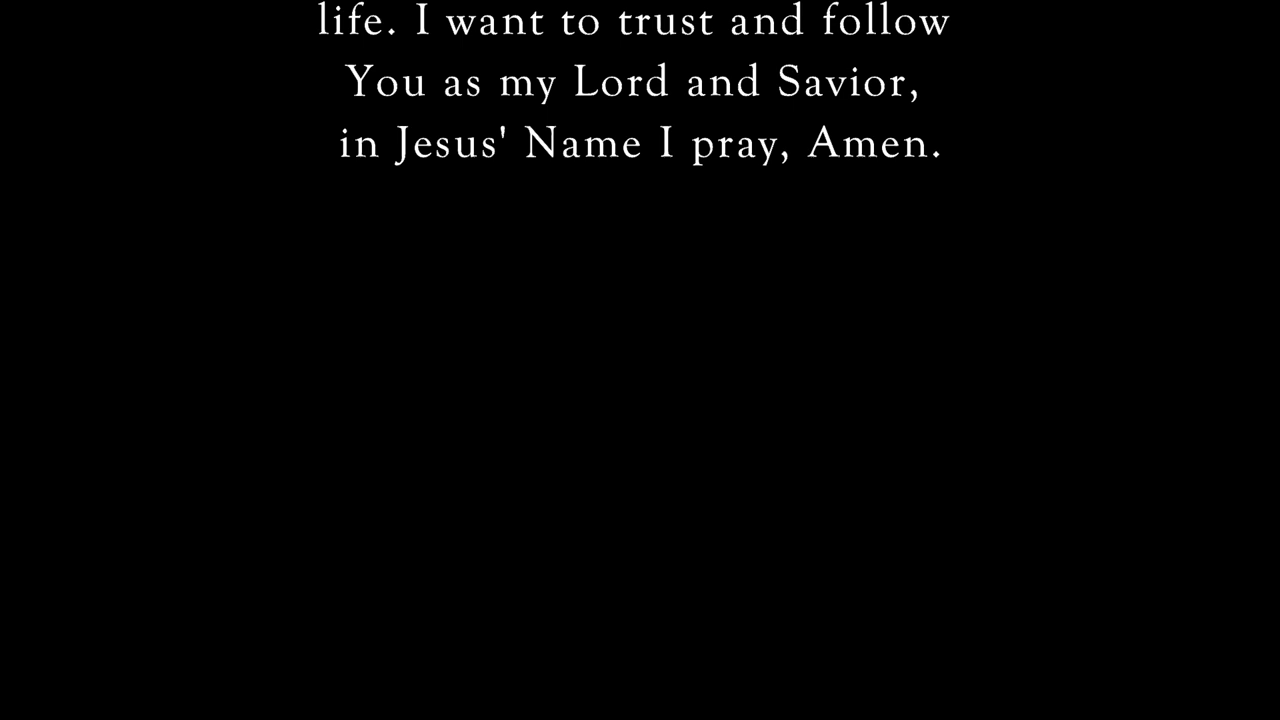 life. I want to trust and follow
You as my Lord and Savior,
in Jesus' Name I pray, Amen.